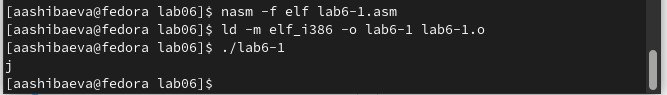 [aashibaeva@fedora lab06]$ nasm -f elf lab6-1.asm
[aashibaeva@fedora lab06]$ ld -m elf_i386 -o lab6-1 lab6-1.o
[aashibaeva@fedora lab06]$ ./lab6-1
j
[aashibaeva@fedora lab06]$